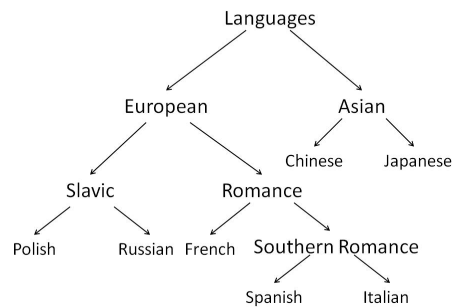 Languages
European
Asian
Chinese
Japanese
Slavic
Romance
Polish
Russian
French
Southern Romance
Spanish
Italian